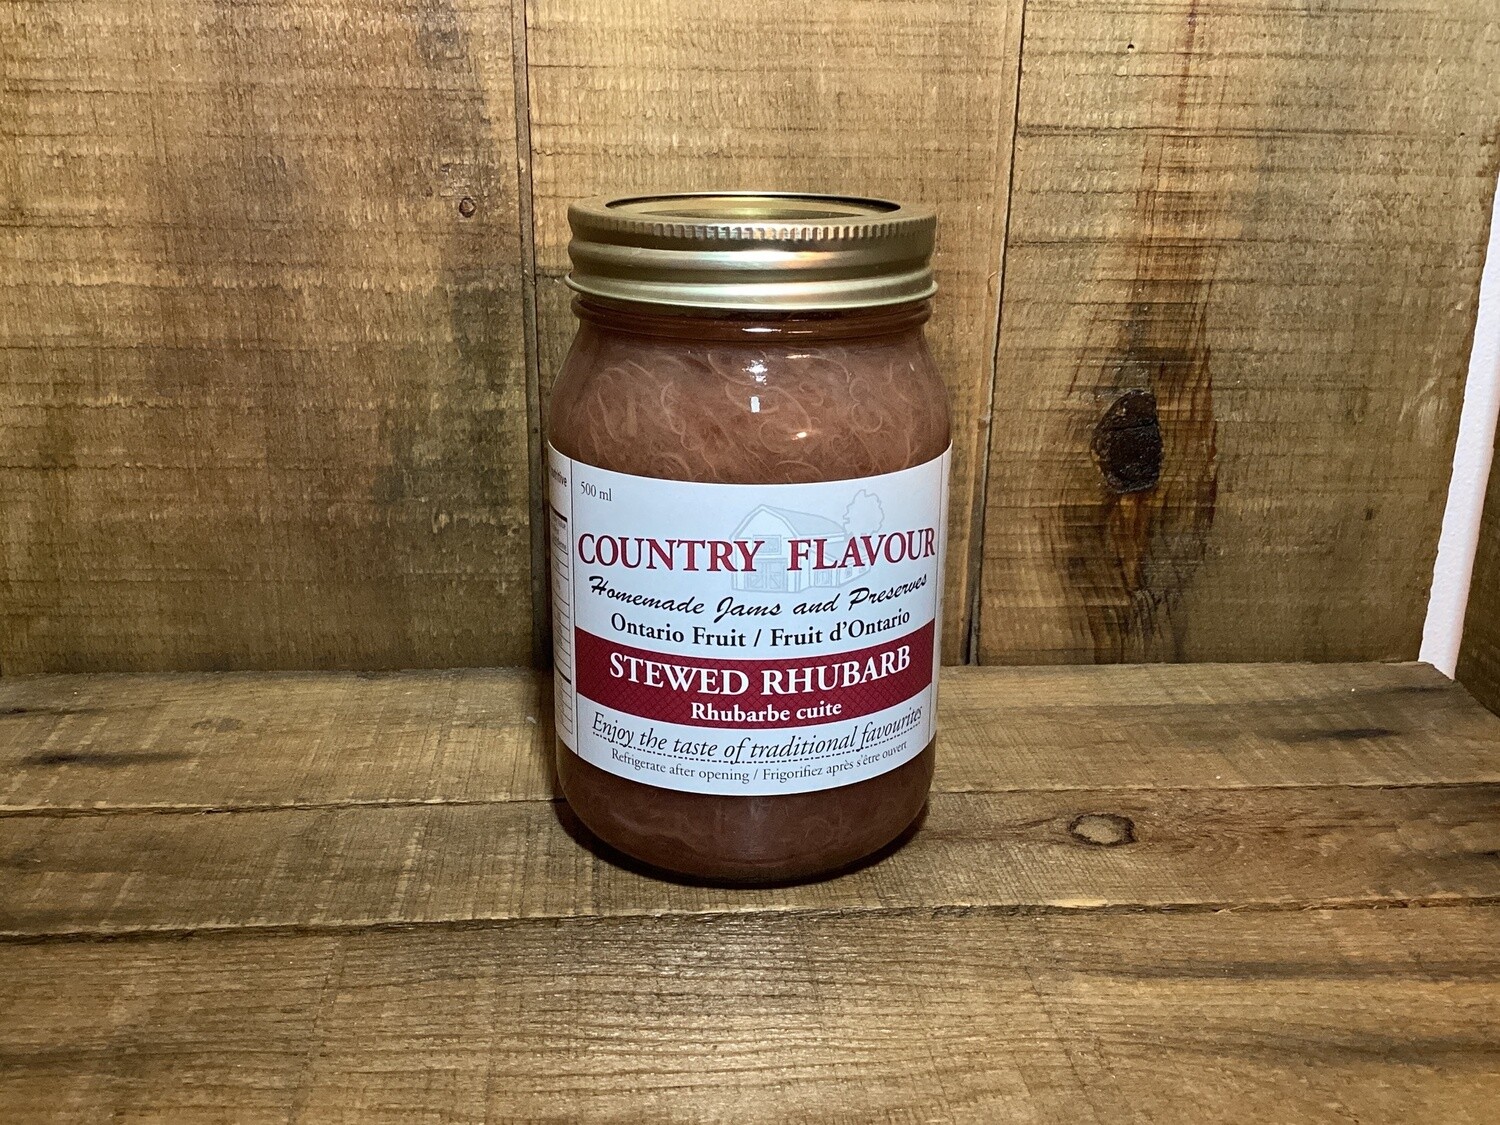 500 ml
COUNTRY FLAVOUR
Homemade Jams and Preserves
Ontario Fruit / Fruit d'Ontario
STEWED RHUBARB
Rhubarbe cuite
Enjoy the taste of traditional favourites
Refrigerate after opening / Frigorifiez après s'être ouvert